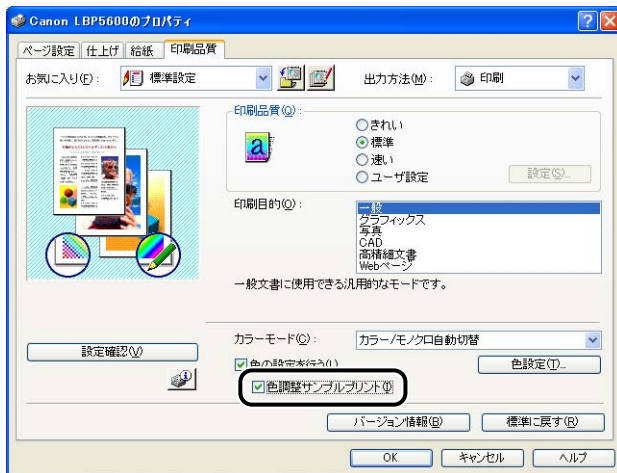 Canon LBP5600のプロパティ
ページ設定 仕上げ 給紙 印刷品質
お気に入り(F): 標準設定 出力方法(M): 印刷
印刷品質(Q):
a
きれい
標準
速い
ユーザ設定 設定(S)...
印刷目的(O):
一般
グラフィックス
写真
CAD
高精細文書
Webページ
一般文書に使用できる汎用的なモードです。
カラーモード(C): カラー/モノクロ自動切替
設定確認(V)
色の設定を行う(L) 色設定(T)...
色調整サンプルプリント(I)
バージョン情報(B) 標準に戻す(R)
OK キャンセル ヘルプ